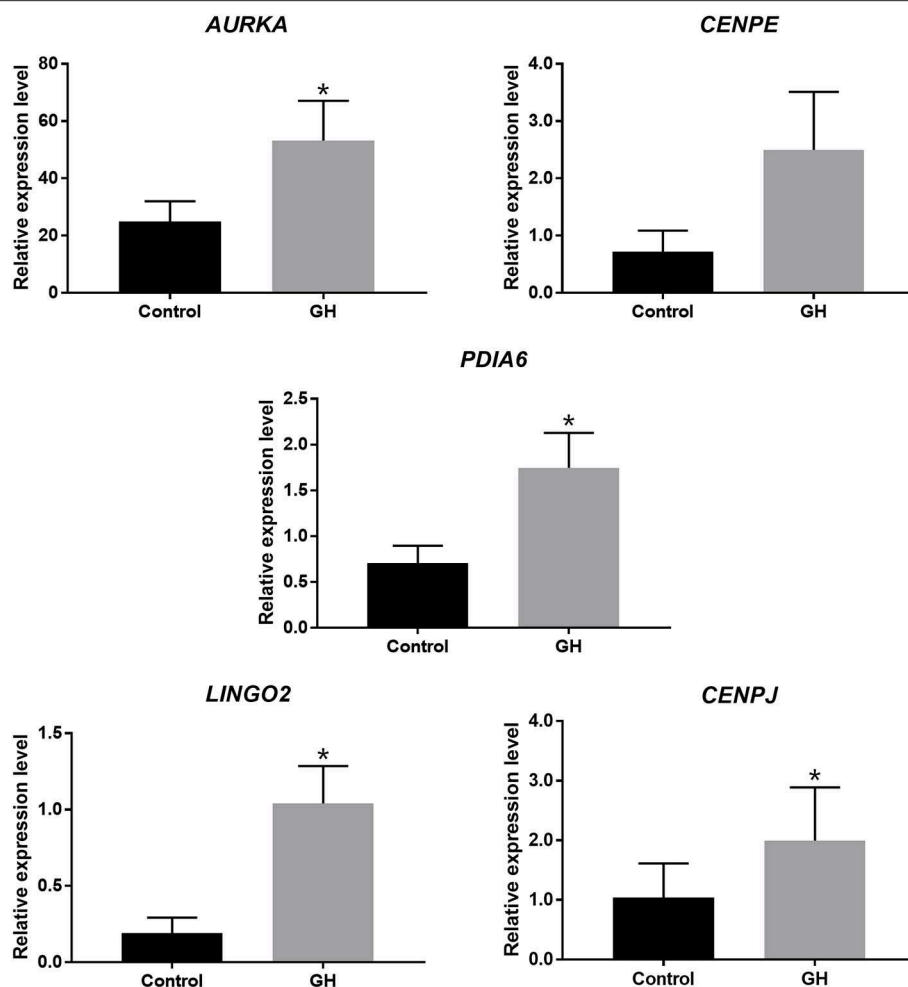 AURKA
Relative expression level
80
60
40
20
0
*
Control GH
CENPE
Relative expression level
4.0
3.0
2.0
1.0
0.0
Control GH
PDIA6
Relative expression level
2.5
2.0
1.5
1.0
0.5
0.0
*
Control GH
LINGO2
Relative expression level
1.5
1.0
0.5
0.0
*
Control GH
CENPJ
Relative expression level
4.0
3.0
2.0
1.0
0.0
*
Control GH